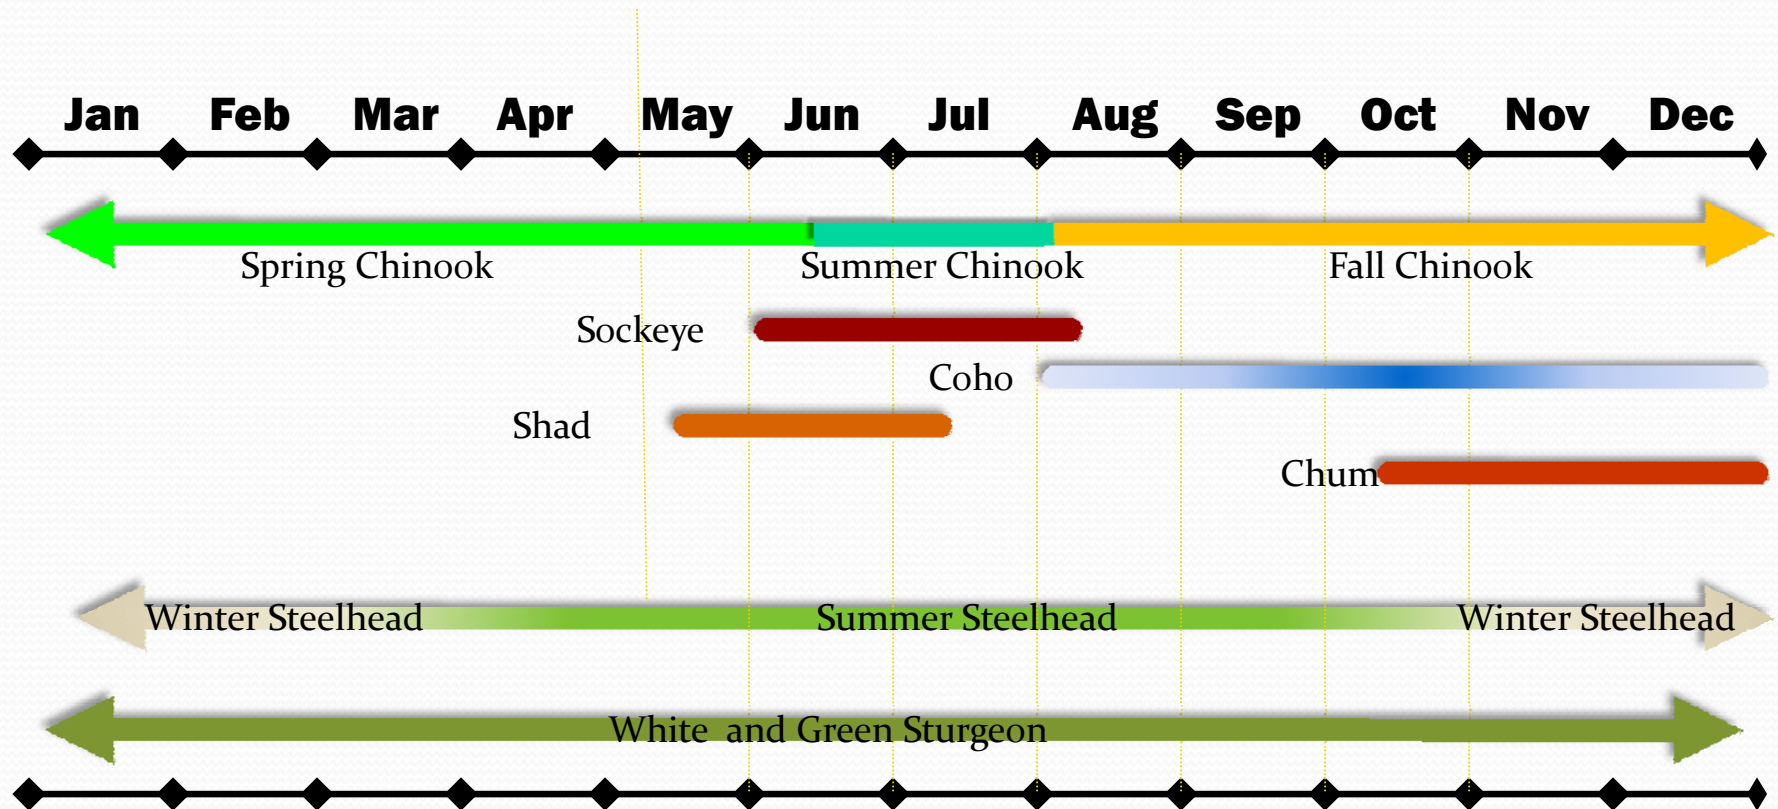 Jan Feb Mar Apr May Jun Jul Aug Sep Oct Nov Dec
Spring Chinook Summer Chinook Fall Chinook
Sockeye
Coho
Shad
Chum
Winter Steelhead Summer Steelhead Winter Steelhead
White and Green Sturgeon